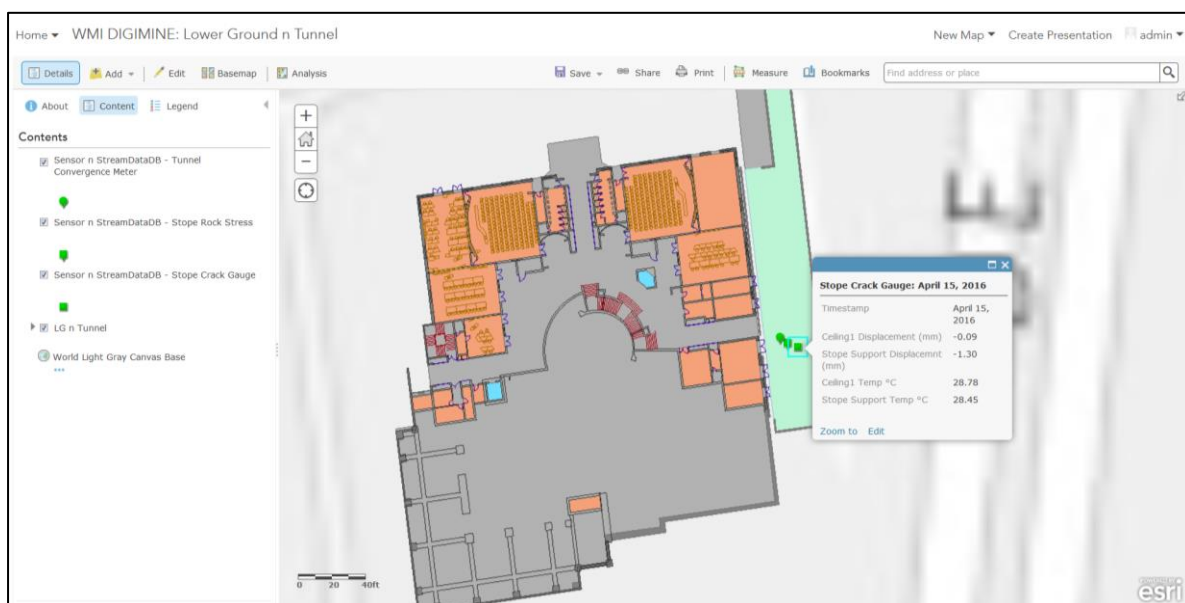 Home WMI DIGIMINE: Lower Ground n Tunnel
New Map Create Presentation admin
Details Add Edit Basemap Analysis
Save Share Print Measure Bookmarks Find address or place
About Content Legend
Contents
Sensor n StreamDataDB - Tunnel
Convergence Meter
Sensor n StreamDataDB - Stope Rock Stress
Sensor n StreamDataDB - Stope Crack Gauge
LG n Tunnel
World Light Gray Canvas Base
+
−
Stope Crack Gauge: April 15, 2016
Timestamp April 15,
2016
Ceiling1 Displacement (mm) -0.09
Stope Support Displacemnt -1.30
(mm)
Ceiling1 Temp °C 28.78
Stope Support Temp °C 28.45
Zoom to Edit
0 20 40ft
esri